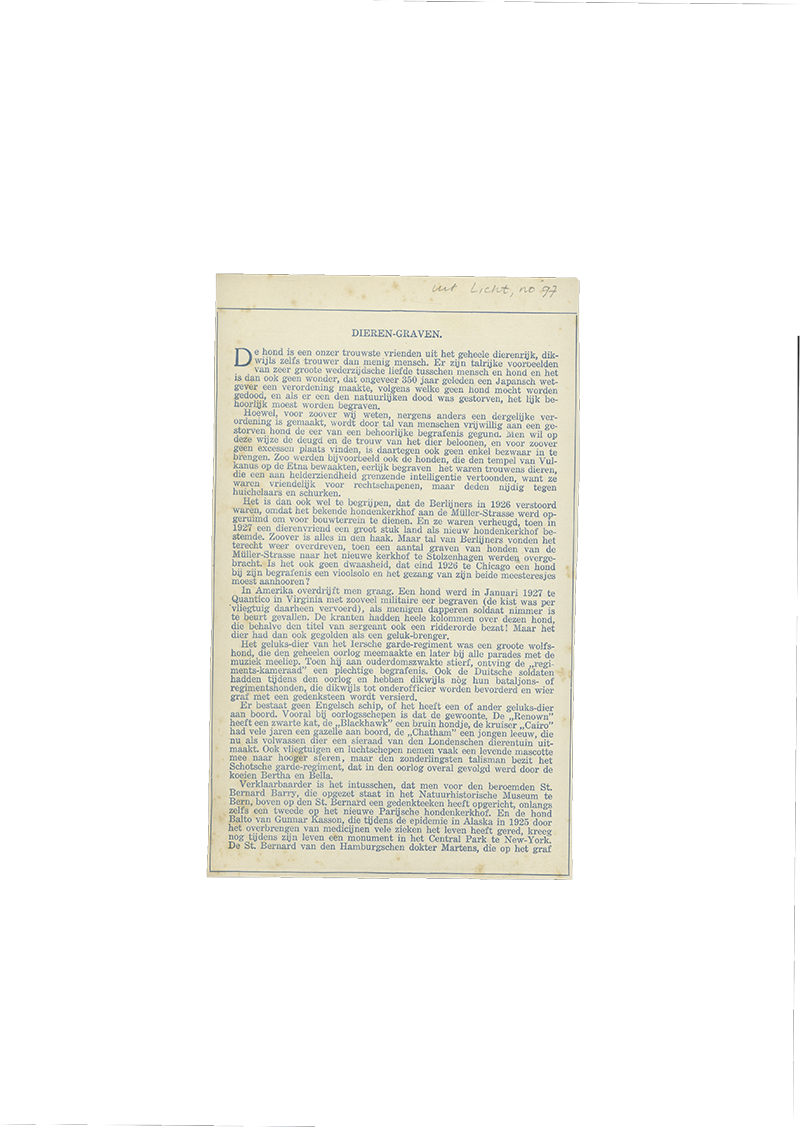 uit Licht, no 97
DIEREN-GRAVEN.
De hond is een onzer trouwste vrienden uit het geheele dierenrijk, dik-
wijls zelfs trouwer dan menig mensch. Er zijn talrijke voorbeelden
van zeer groote wederzijdsche liefde tusschen mensch en hond en het
is dan ook geen wonder, dat ongeveer 350 jaar geleden een Japansch wet-
gever een verordening maakte, volgens welke geen hond mocht worden
gedood, en als er een den natuurlijken dood was gestorven, het lijk be-
hoorlijk moest worden begraven.
Hoewel, voor zoover wij weten, nergens anders een dergelijke ver-
ordening is gemaakt, wordt door tal van menschen vrijwillig aan een ge-
storven hond de eer van een behoorlijke begrafenis gegund. Men wil op
deze wijze de deugd en de trouw van het dier beloonen, en voor zoover
geen excessen plaats vinden, is daartegen ook geen enkel bezwaar in te
brengen. Zoo werden bijvoorbeeld ook de honden, die den tempel van Vul-
kanus op de Etna bewaakten, eerlijk begraven het waren trouwens dieren,
die een aan helderziendheid grenzende intelligentie vertoonden, want ze
waren vriendelijk voor rechtschapenen, maar deden nijdig tegen
huichelaars en schurken.
Het is dan ook wel te begrijpen, dat de Berlijners in 1926 verstoord
waren, omdat het bekende hondenkerkhof aan de Müller-Strasse werd op-
geruimd om voor bouwterrein te dienen. En ze waren verheugd, toen in
1927 een dierenvriend een groot stuk land als nieuw hondenkerkhof be-
stemde. Zoover is alles in den haak. Maar tal van Berlijners vonden het
terecht weer overdreven, toen een aantal graven van honden van de
Müller-Strasse naar het nieuwe kerkhof te Stolzenhagen werden overge-
bracht. Is het ook geen dwaasheid, dat eind 1926 te Chicago een hond
bij zijn begrafenis een vioolsolo en het gezang van zijn beide meesteresjes
moest aanhooren?
In Amerika overdrijft men graag. Een hond werd in Januari 1927 te
Quantico in Virginia met zooveel militaire eer begraven (de kist was per
vliegtuig daarheen vervoerd), als menigen dapperen soldaat nimmer is
te beurt gevallen. De kranten hadden heele kolommen over dezen hond,
die behalve den titel van sergeant ook een ridderorde bezat! Maar het
dier had dan ook gegolden als een geluk-brenger.
Het geluks-dier van het Iersche garde-regiment was een groote wolfs-
hond, die den geheelen oorlog meemaakte en later bij alle parades met de
muziek meeliep. Toen hij aan ouderdomszwakte stierf, ontving de „regi-
ments-kameraad” een plechtige begrafenis. Ook de Duitsche soldaten
hadden tijdens den oorlog en hebben dikwijls nòg hun bataljons- of
regimentshonden, die dikwijls tot onderofficier worden bevorderd en wier
graf met een gedenksteen wordt versierd.
Er bestaat geen Engelsch schip, of het heeft een of ander geluks-dier
aan boord. Vooral bij oorlogsschepen is dat de gewoonte. De „Renown”
heeft een zwarte kat, de „Blackhawk” een bruin hondje, de kruiser „Cairo”
had vele jaren een gazelle aan boord, de „Chatham” een jongen leeuw, die
nu als volwassen dier een sieraad van den Londenschen dierentuin uit-
maakt. Ook vliegtuigen en luchtschepen nemen vaak een levende mascotte
mee naar hooger sferen, maar den zonderlingsten talisman bezit het
Schotsche garde-regiment, dat in den oorlog overal gevolgd werd door de
koeien Bertha en Bella.
Verklaarbaarder is het intusschen, dat men voor den beroemden St.
Bernard Barry, die opgezet staat in het Natuurhistorische Museum te
Bern, boven op den St. Bernard een gedenkteeken heeft opgericht, onlangs
zelfs een tweede op het nieuwe Parijsche hondenkerkhof. En de hond
Balto van Gunnar Kasson, die tijdens de epidemie in Alaska in 1925 door
het overbrengen van medicijnen vele zieken het leven heeft gered, kreeg
nog tijdens zijn leven een monument in het Central Park te New-York.
De St. Bernard van den Hamburgschen dokter Martens, die op het graf